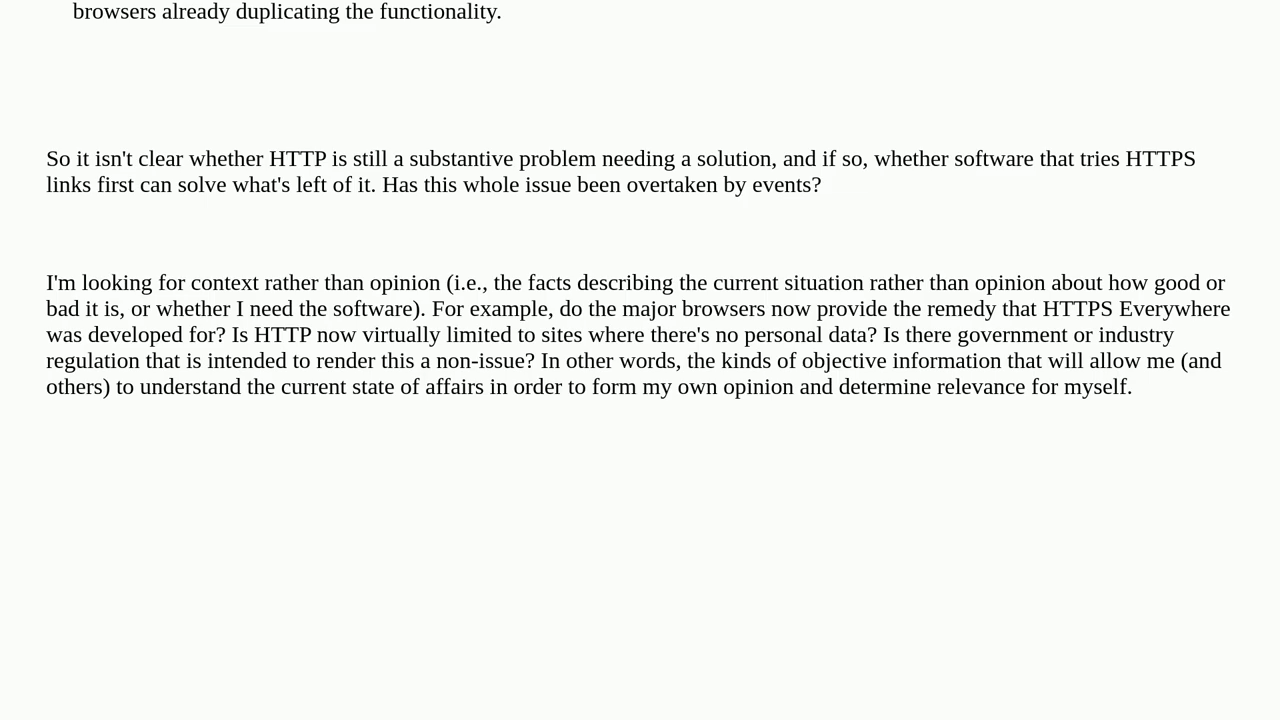 browsers already duplicating the functionality.
So it isn't clear whether HTTP is still a substantive problem needing a solution, and if so, whether software that tries HTTPS
links first can solve what's left of it. Has this whole issue been overtaken by events?
I'm looking for context rather than opinion (i.e., the facts describing the current situation rather than opinion about how good or
bad it is, or whether I need the software). For example, do the major browsers now provide the remedy that HTTPS Everywhere
was developed for? Is HTTP now virtually limited to sites where there's no personal data? Is there government or industry
regulation that is intended to render this a non-issue? In other words, the kinds of objective information that will allow me (and
others) to understand the current state of affairs in order to form my own opinion and determine relevance for myself.